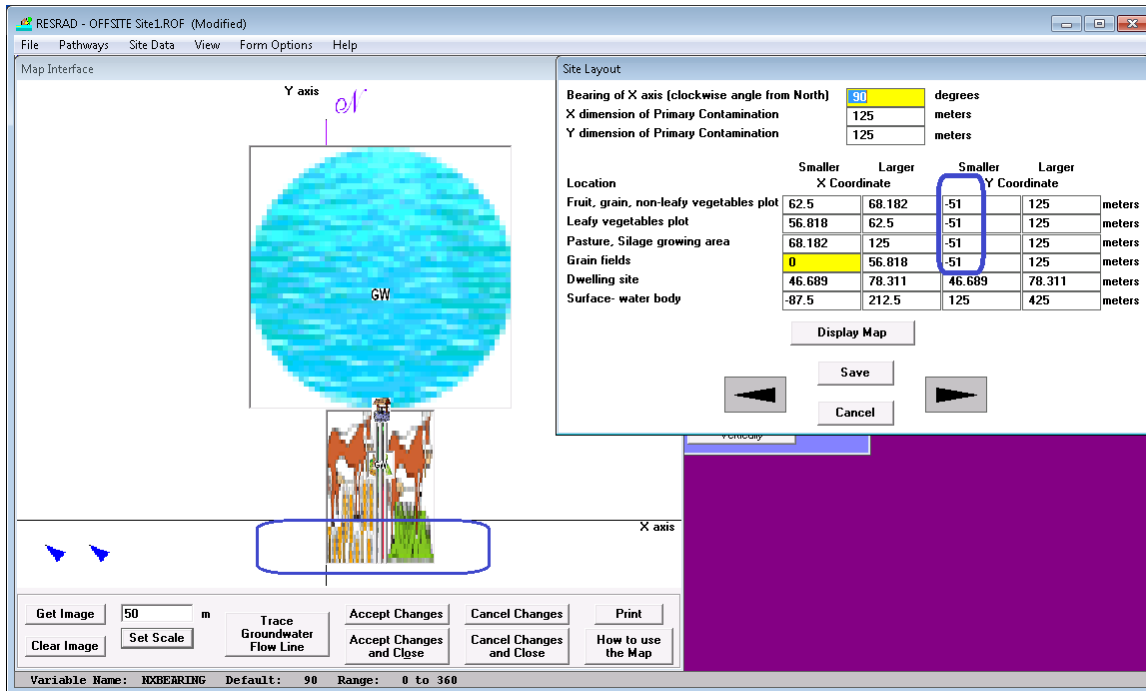 RESRAD - OFFSITE Site1.ROF (Modified)
File Pathways Site Data View Form Options Help
Map Interface
Y axis
N
GW
GW
X axis
Get Image 50 m
Clear Image Set Scale
Trace Groundwater Flow Line
Accept Changes Cancel Changes Print
Accept Changes and Close Cancel Changes and Close How to use the Map
Site Layout
Bearing of X axis (clockwise angle from North) 90 degrees
X dimension of Primary Contamination 125 meters
Y dimension of Primary Contamination 125 meters
Smaller Larger Smaller Larger
Location X Coordinate Y Coordinate
Fruit, grain, non-leafy vegetables plot 62.5 68.182 -51 125 meters
Leafy vegetables plot 56.818 62.5 -51 125 meters
Pasture, Silage growing area 68.182 125 -51 125 meters
Grain fields 0 56.818 -51 125 meters
Dwelling site 46.689 78.311 46.689 78.311 meters
Surface- water body -87.5 212.5 125 425 meters
Display Map
Save
Cancel
Vertically
Variable Name: NXBEARING Default: 90 Range: 0 to 360